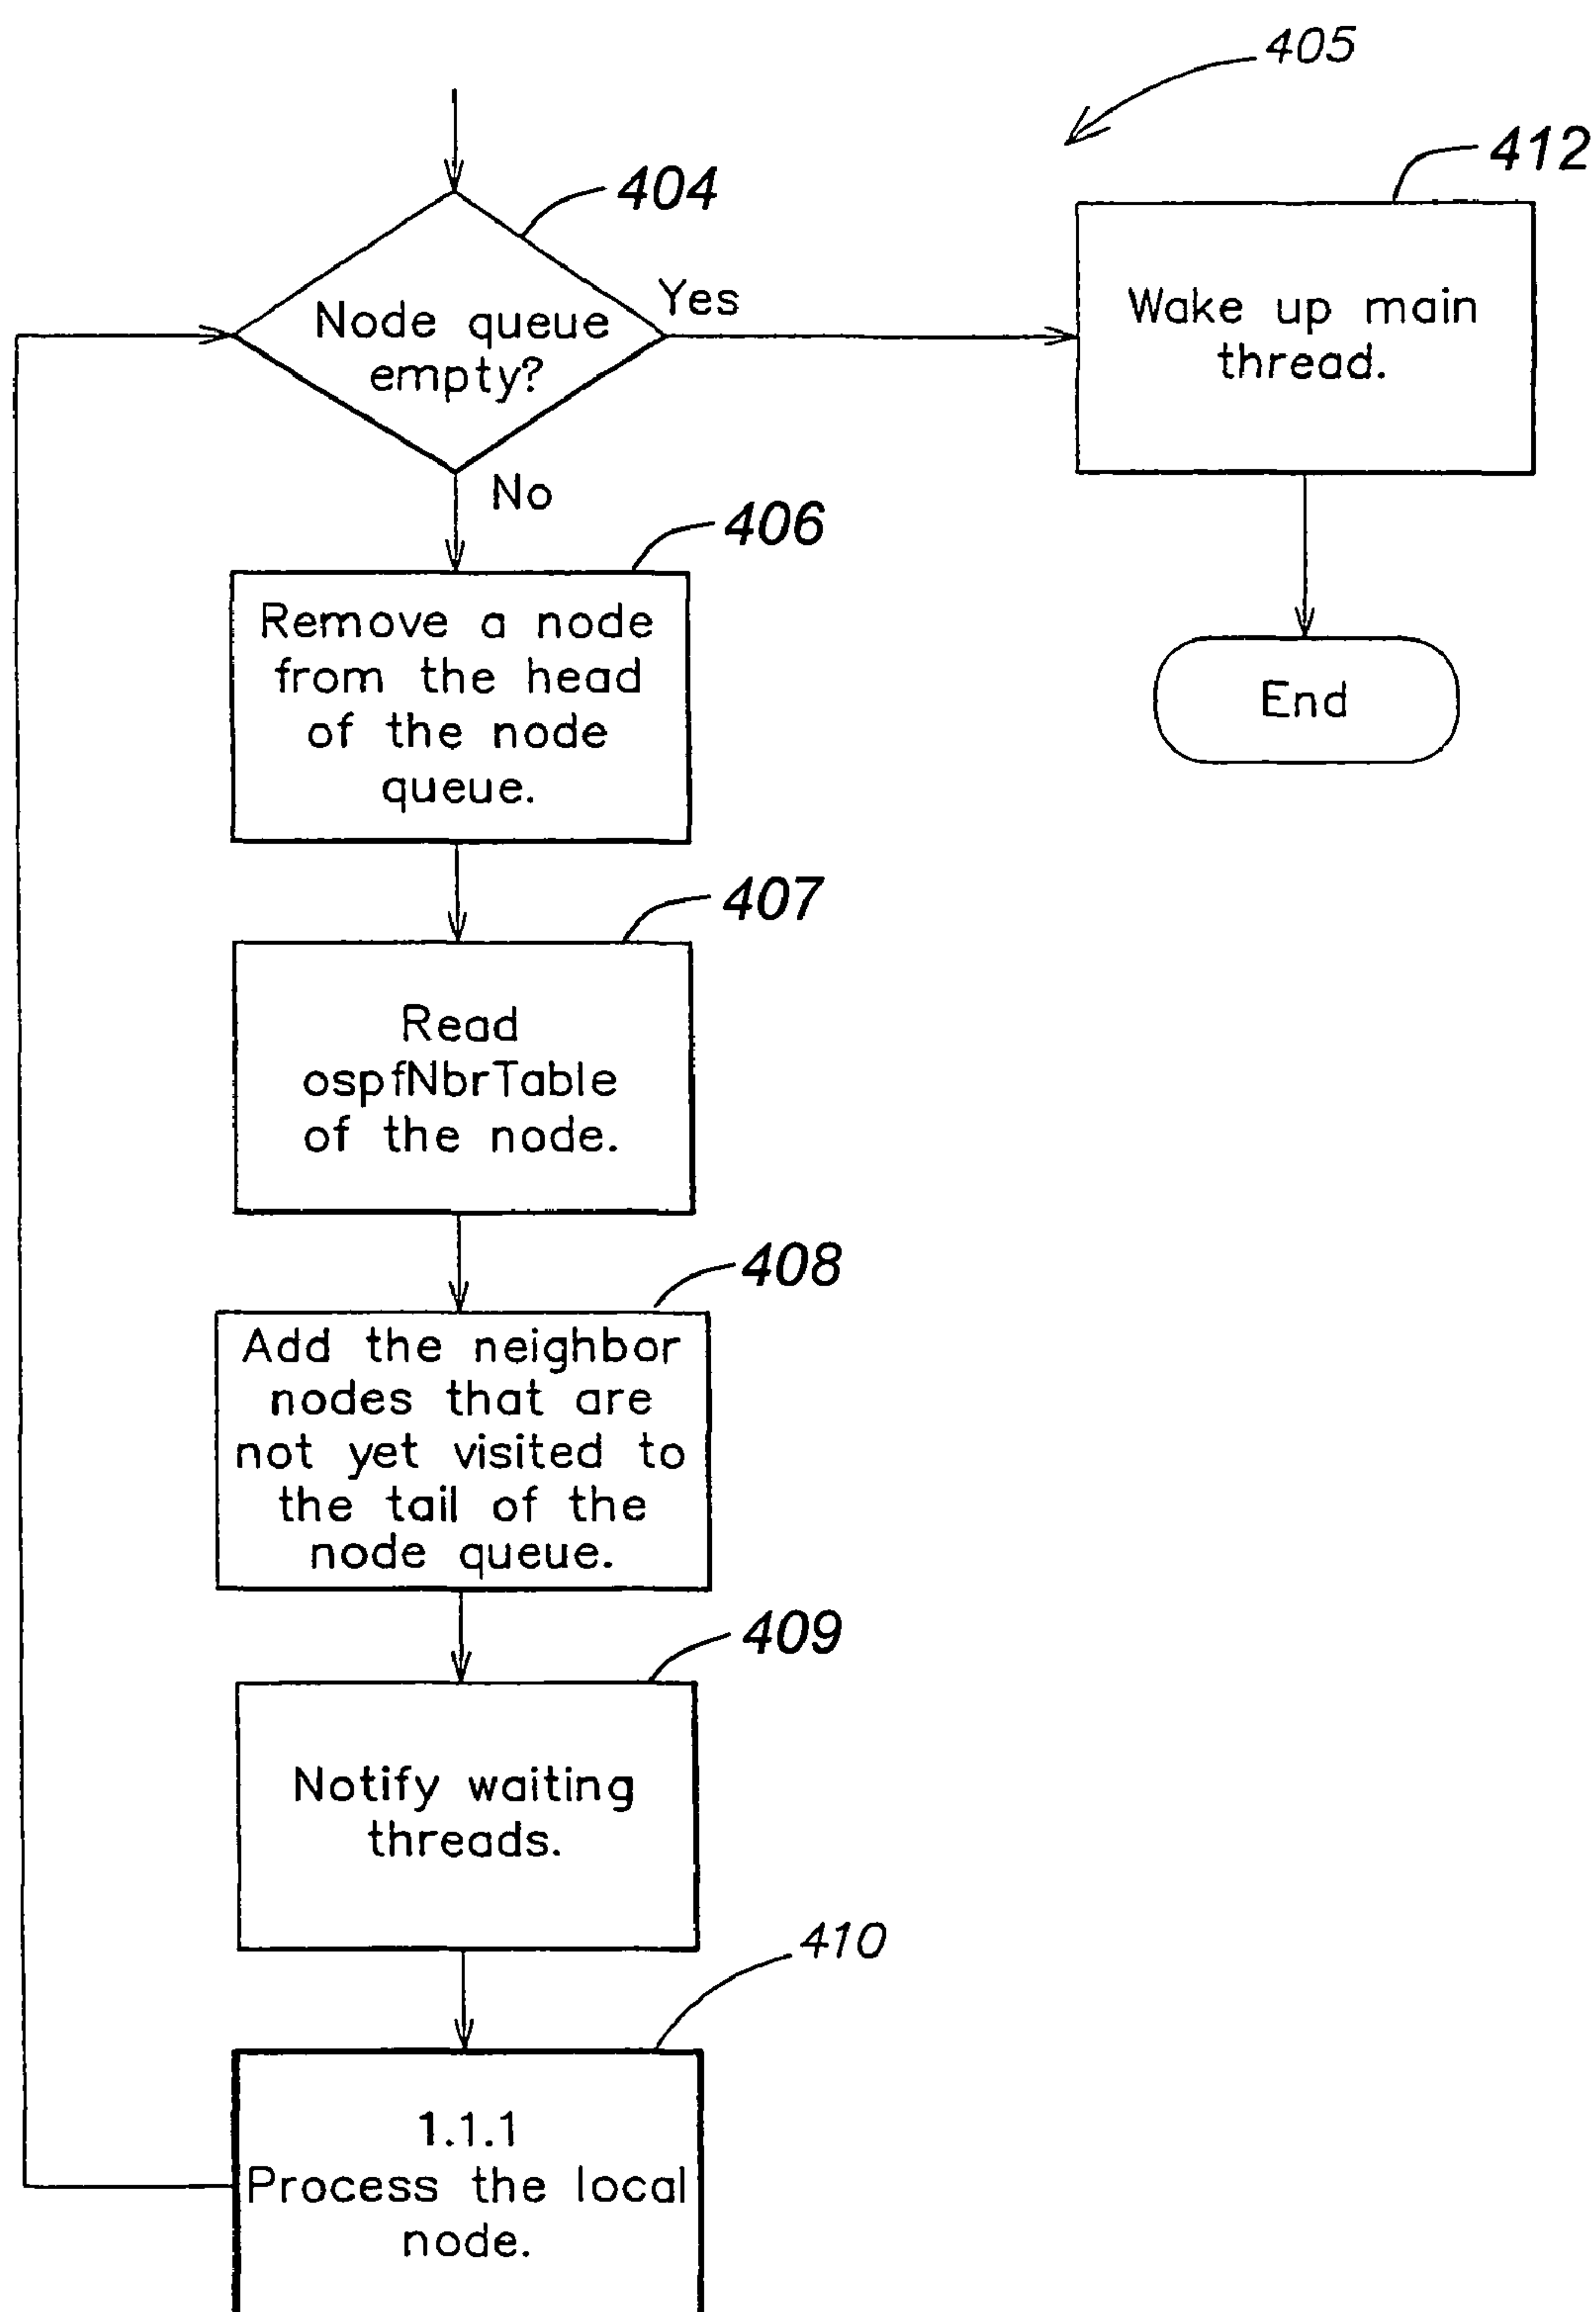 405
412
404
Yes
Node queue
empty?
Wake up main
thread.
No
406
Remove a node
from the head
of the node
queue.
End
407
Read
ospfNbrTable
of the node.
408
Add the neighbor
nodes that are
not yet visited to
the tail of the
node queue.
409
Notify waiting
threads.
410
1.1.1
Process the local
node.